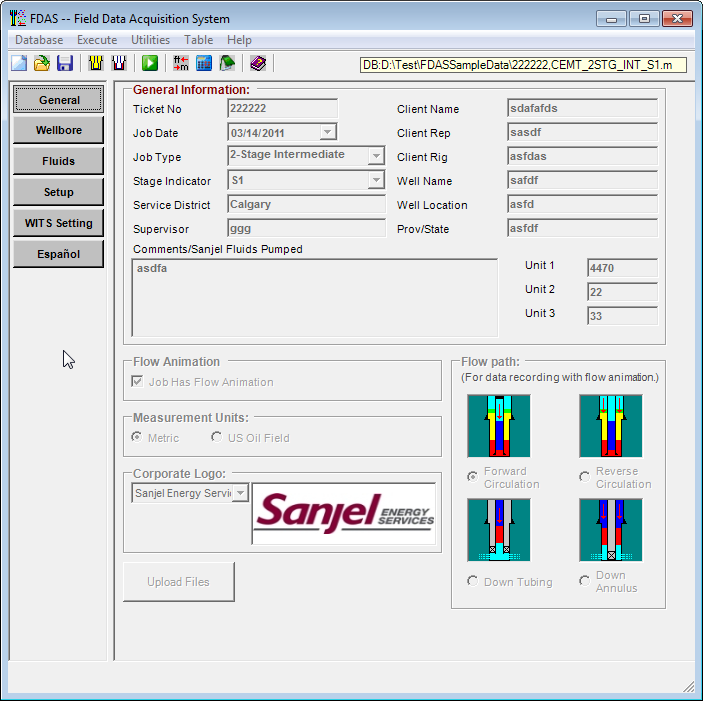 FDAS -- Field Data Acquisition System
Database Execute Utilities Table Help
DB:D:\Test\FDASSampleData\222222,CEMT_2STG_INT_S1.m
General
Wellbore
Fluids
Setup
WITS Setting
Español
General Information:
Ticket No 222222 Client Name sdafafds
Job Date 03/14/2011 Client Rep sasdf
Job Type 2-Stage Intermediate Client Rig asfdas
Stage Indicator S1 Well Name safdf
Service District Calgary Well Location asfd
Supervisor ggg Prov/State asfdf
Comments/Sanjel Fluids Pumped
asdfa
Unit 1 4470
Unit 2 22
Unit 3 33
Flow Animation
Job Has Flow Animation
Measurement Units:
Metric US Oil Field
Corporate Logo:
Sanjel Energy Servic
Sanjel ENERGY SERVICES
Upload Files
Flow path:
(For data recording with flow animation.)
Forward Circulation
Reverse Circulation
Down Tubing
Down Annulus